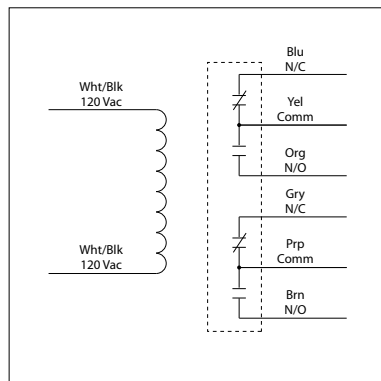 Wht/Blk
120 Vac
Wht/Blk
120 Vac
Blu
N/C
Yel
Comm
Org
N/O
Gry
N/C
Prp
Comm
Brn
N/O